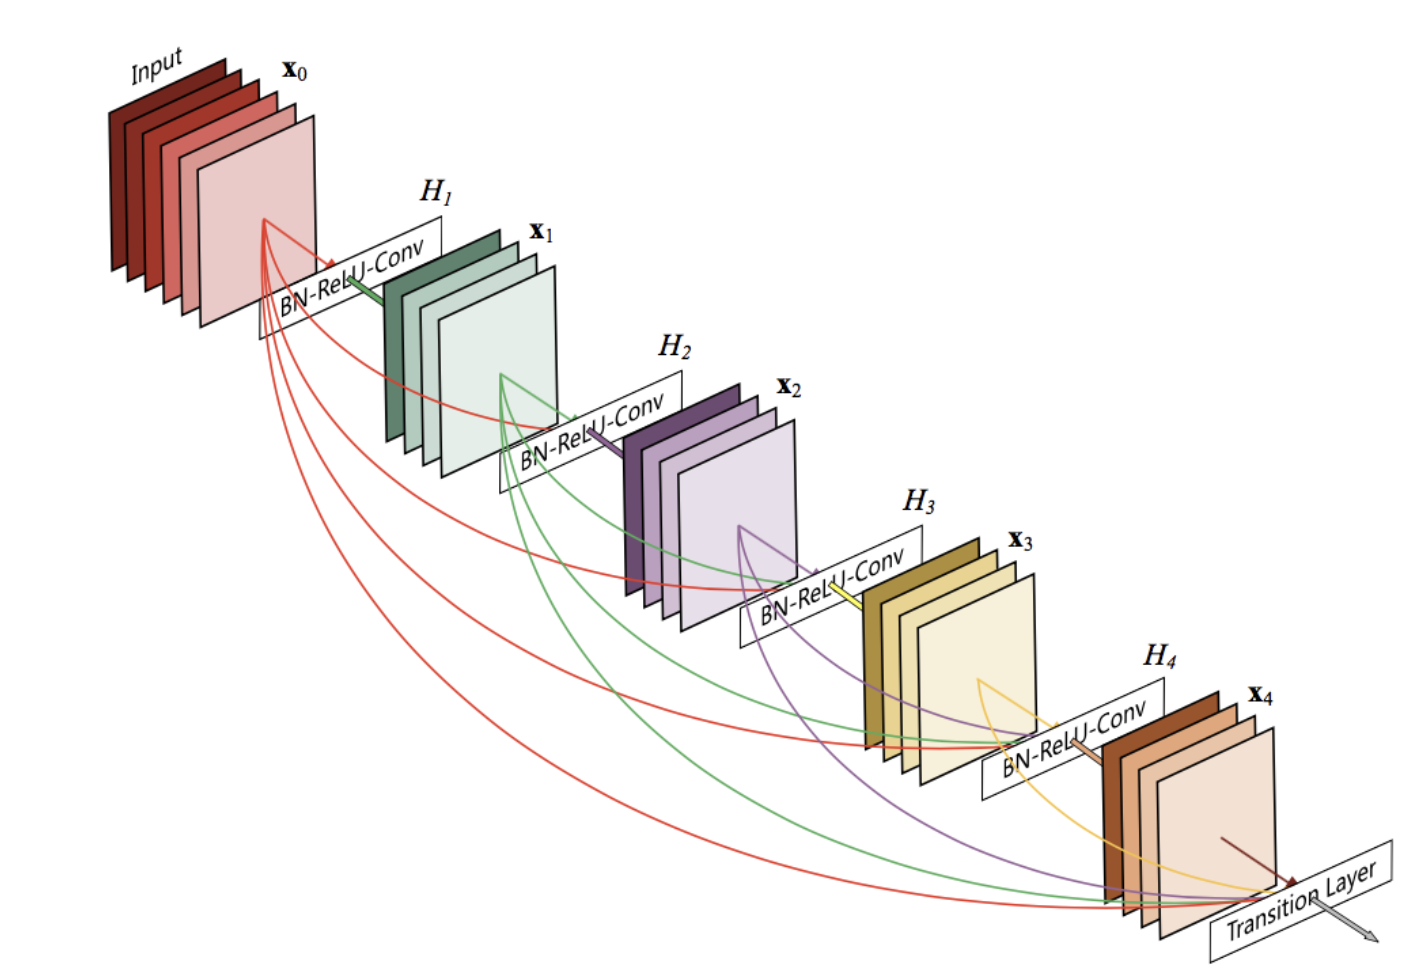 Input
x₀
H₁
BN-ReLU-Conv
x₁
H₂
BN-ReLU-Conv
x₂
H₃
BN-ReLU-Conv
x₃
H₄
BN-ReLU-Conv
x₄
Transition Layer